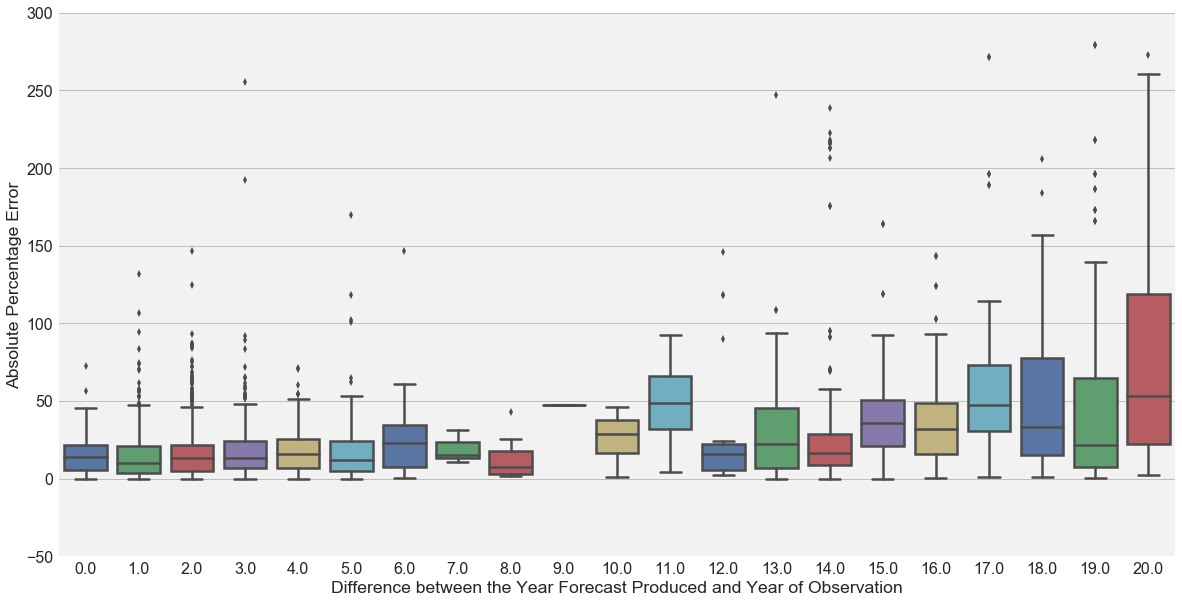 300
250
200
150
100
50
0
−50
Absolute Percentage Error
0.0 1.0 2.0 3.0 4.0 5.0 6.0 7.0 8.0 9.0 10.0 11.0 12.0 13.0 14.0 15.0 16.0 17.0 18.0 19.0 20.0
Difference between the Year Forecast Produced and Year of Observation